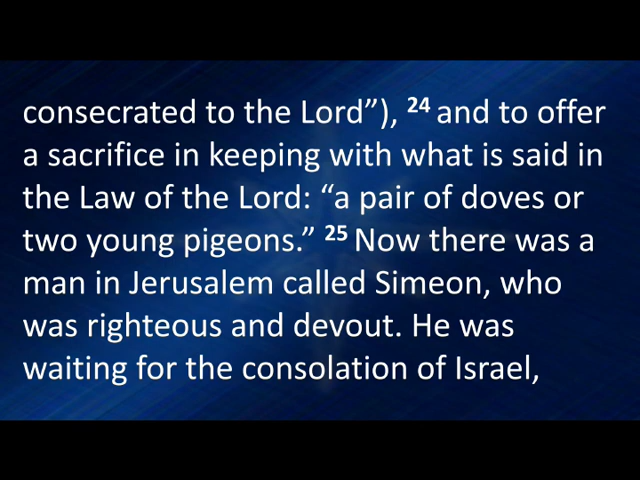 consecrated to the Lord”), 24 and to offer
a sacrifice in keeping with what is said in
the Law of the Lord: “a pair of doves or
two young pigeons.” 25 Now there was a
man in Jerusalem called Simeon, who
was righteous and devout. He was
waiting for the consolation of Israel,